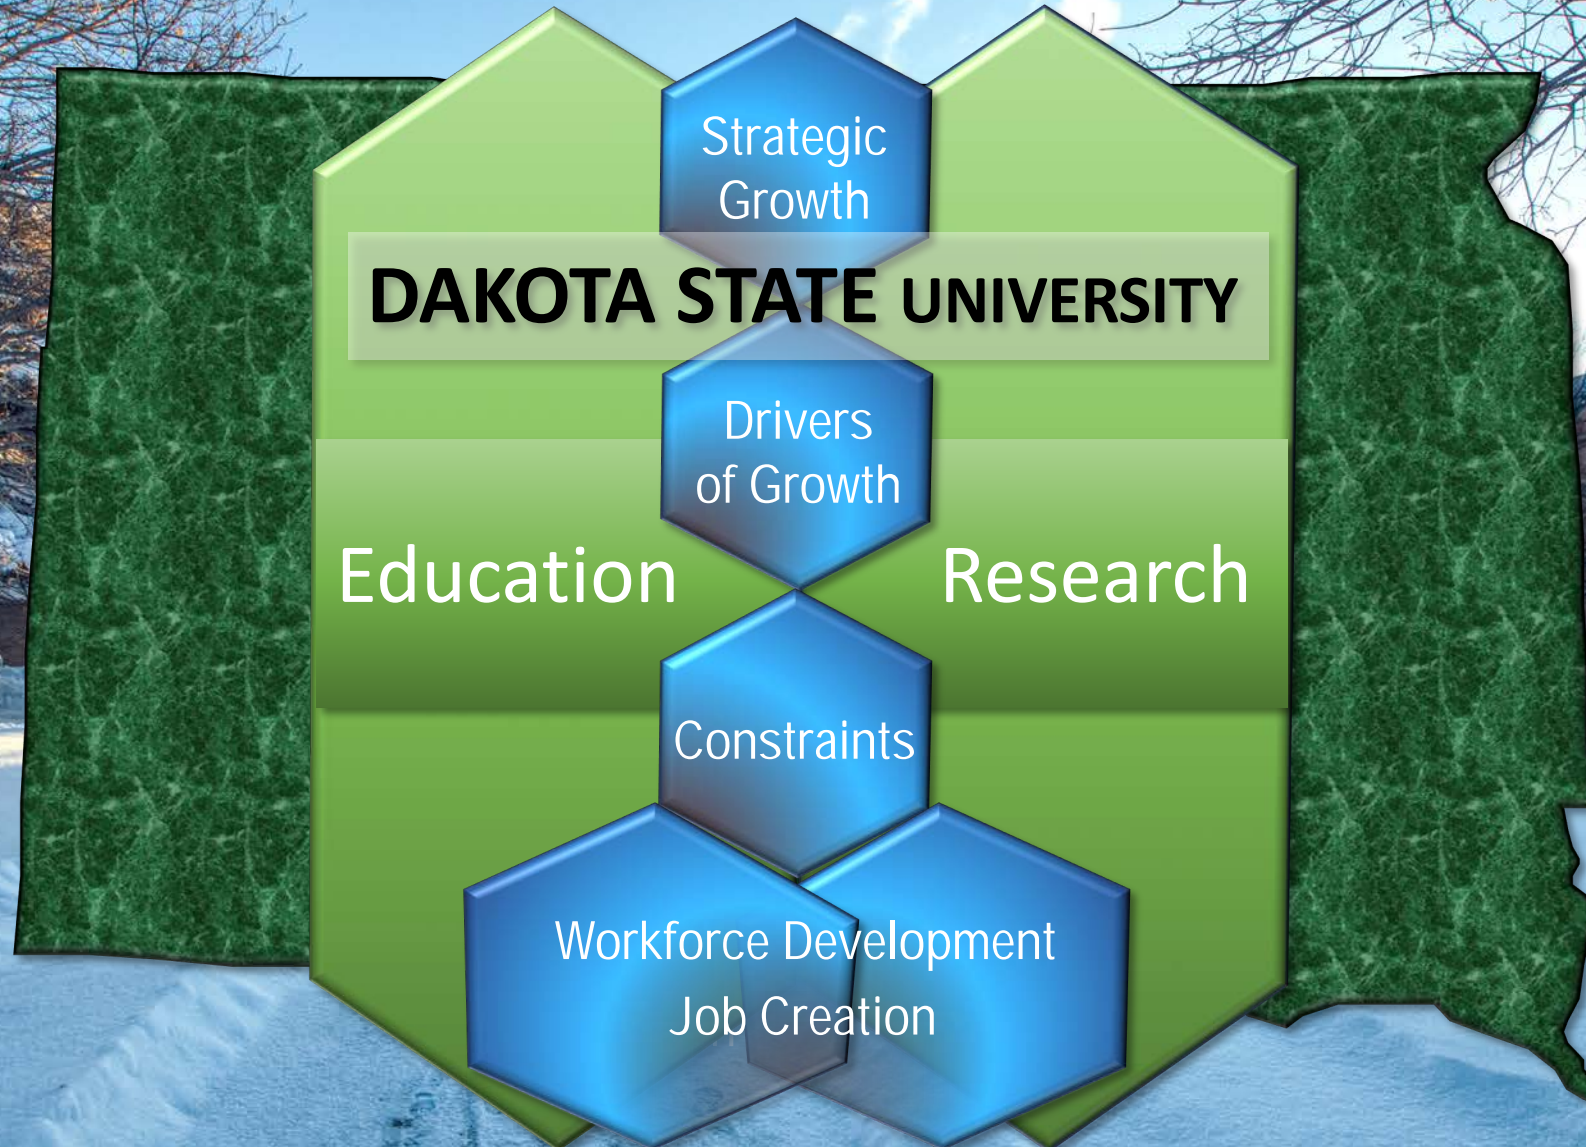 Strategic
Growth
DAKOTA STATE UNIVERSITY
Drivers
of Growth
Education
Research
Constraints
Workforce Development
Job Creation